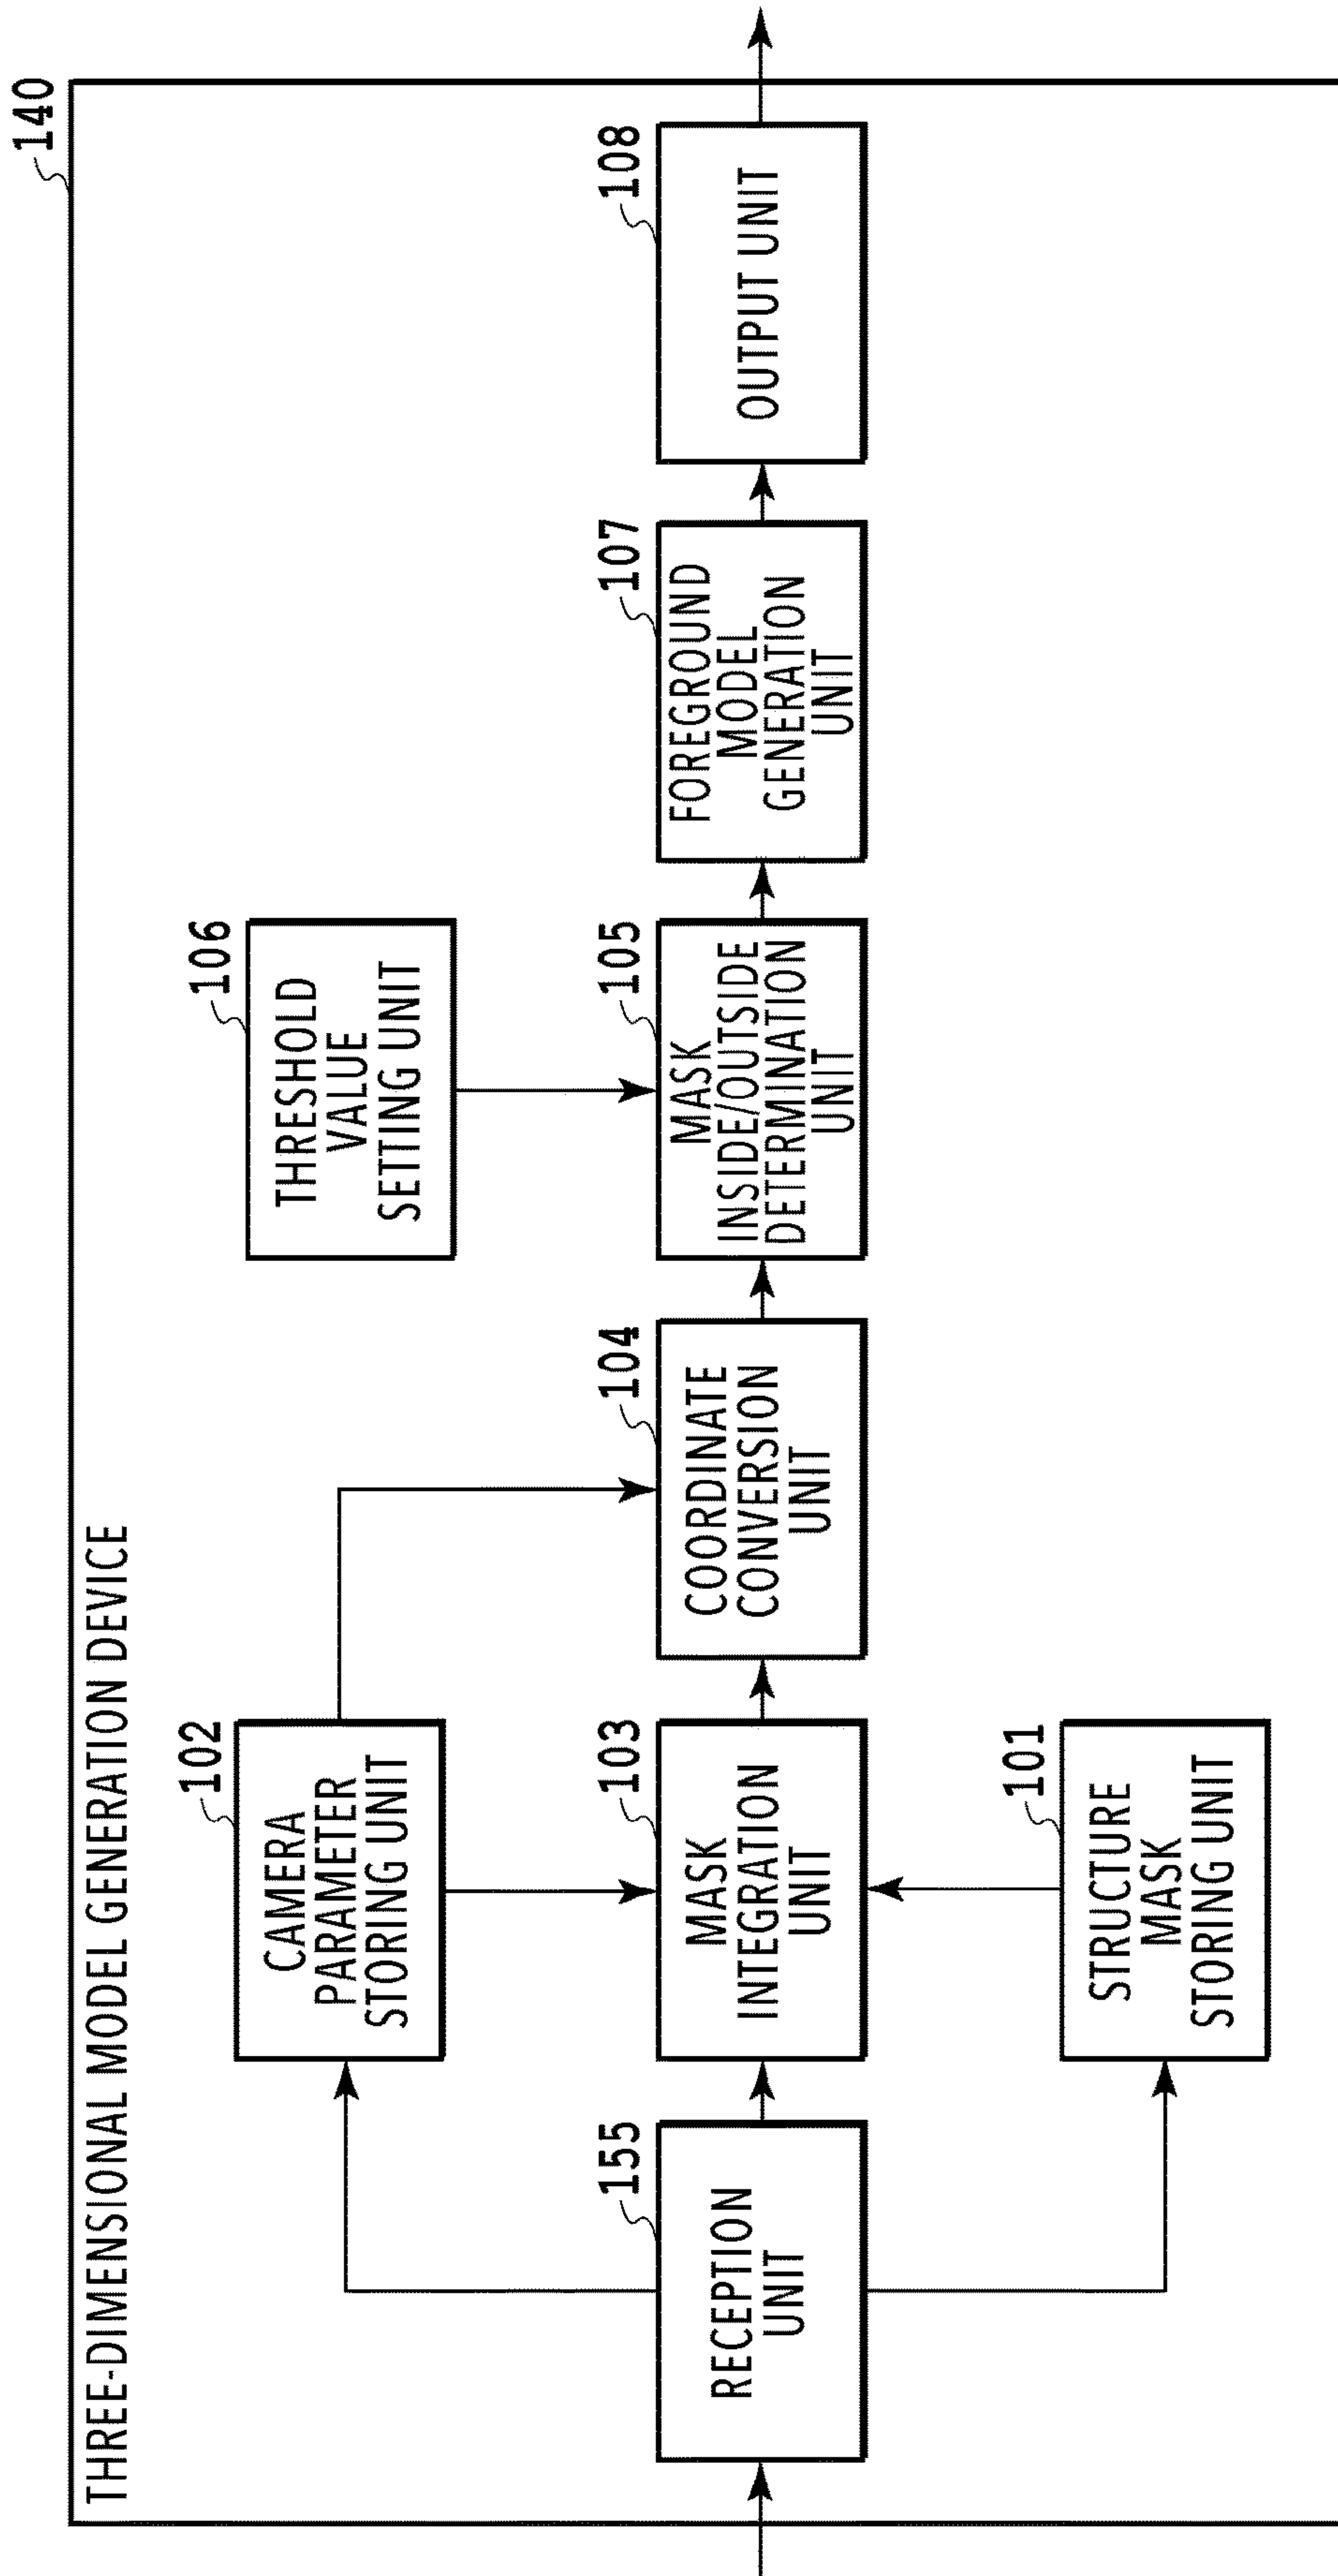 140
THREE-DIMENSIONAL MODEL GENERATION DEVICE
102
CAMERA
PARAMETER
STORING UNIT
106
THRESHOLD
VALUE
SETTING UNIT
155
RECEPTION
UNIT
103
MASK
INTEGRATION
UNIT
104
COORDINATE
CONVERSION
UNIT
105
MASK
INSIDE/OUTSIDE
DETERMINATION
UNIT
107
FOREGROUND
MODEL
GENERATION
UNIT
108
OUTPUT UNIT
101
STRUCTURE
MASK
STORING UNIT